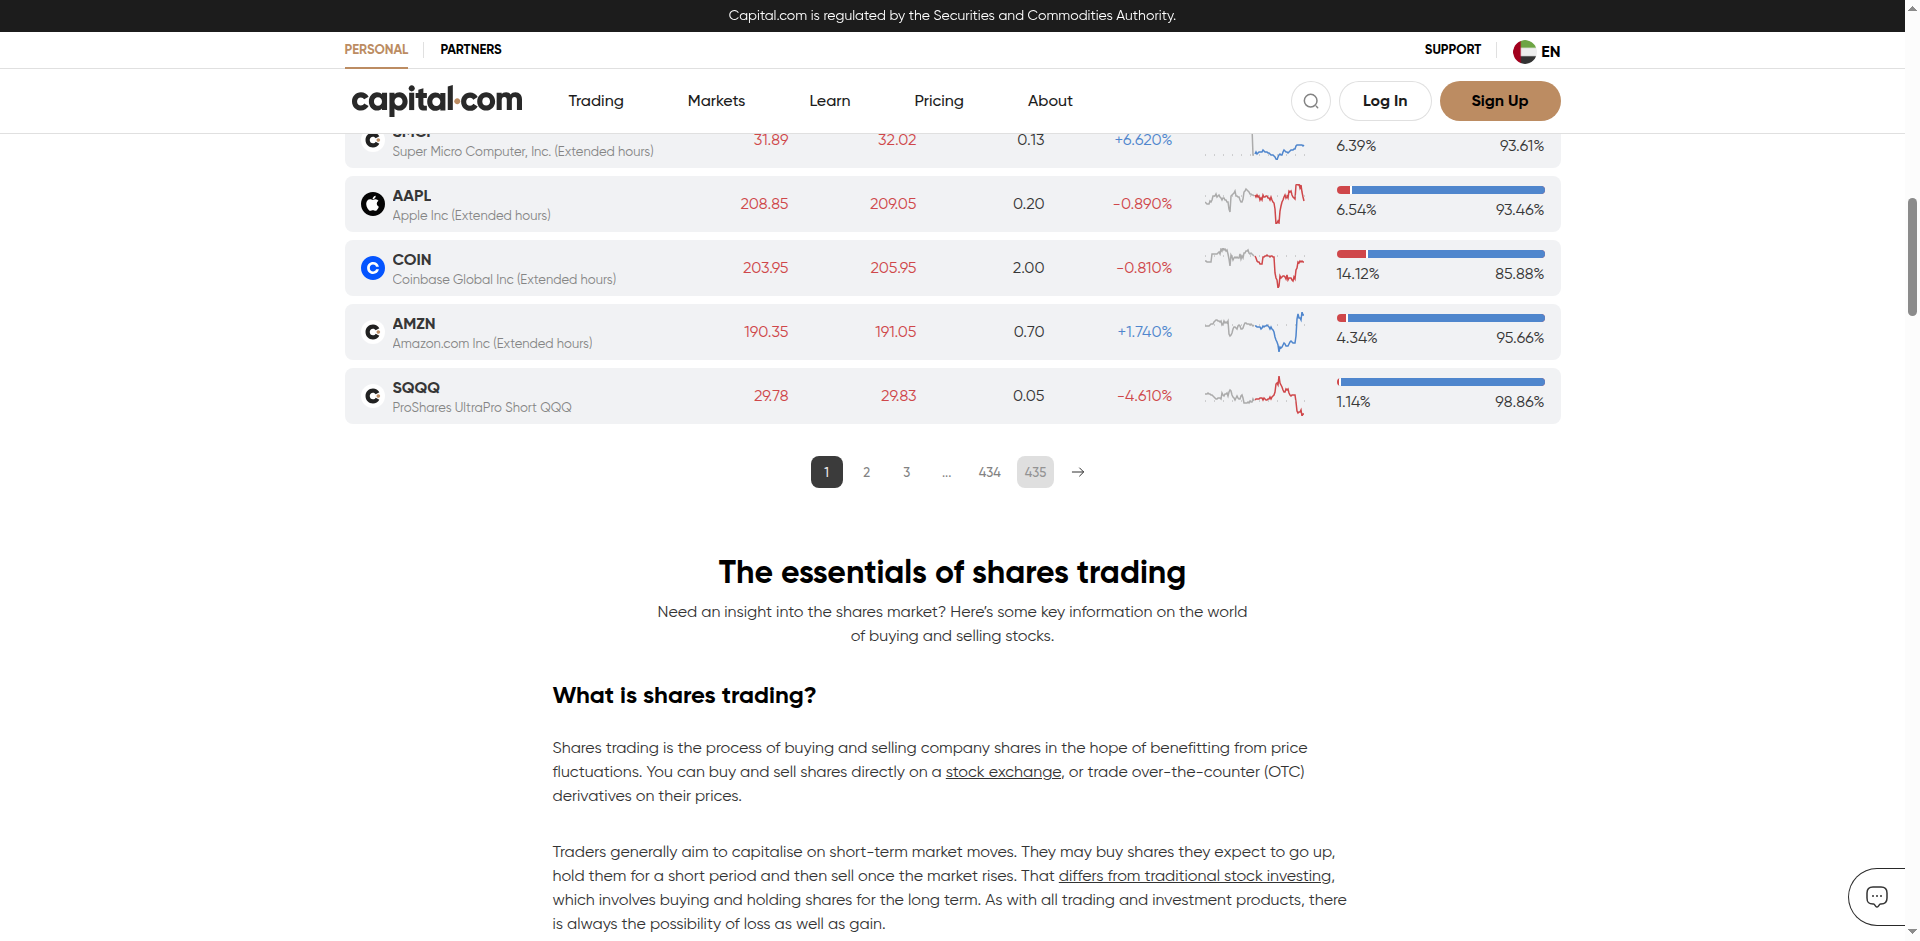 Capital.com is regulated by the Securities and Commodities Authority.
PERSONAL PARTNERS SUPPORT EN
capital.com Trading Markets Learn Pricing About Log In Sign Up
31.89 32.02 0.13 +6.620% 6.39% 93.61%
Super Micro Computer, Inc. (Extended hours)
AAPL
Apple Inc (Extended hours)
208.85 209.05 0.20 -0.890% 6.54% 93.46%
COIN
Coinbase Global Inc (Extended hours)
203.95 205.95 2.00 -0.810% 14.12% 85.88%
AMZN
Amazon.com Inc (Extended hours)
190.35 191.05 0.70 +1.740% 4.34% 95.66%
SQQQ
ProShares UltraPro Short QQQ
29.78 29.83 0.05 -4.610% 1.14% 98.86%
1 2 3 ... 434 435
The essentials of shares trading
Need an insight into the shares market? Here’s some key information on the world
of buying and selling stocks.
What is shares trading?
Shares trading is the process of buying and selling company shares in the hope of benefitting from price
fluctuations. You can buy and sell shares directly on a stock exchange, or trade over-the-counter (OTC)
derivatives on their prices.
Traders generally aim to capitalise on short-term market moves. They may buy shares they expect to go up,
hold them for a short period and then sell once the market rises. That differs from traditional stock investing,
which involves buying and holding shares for the long term. As with all trading and investment products, there
is always the possibility of loss as well as gain.